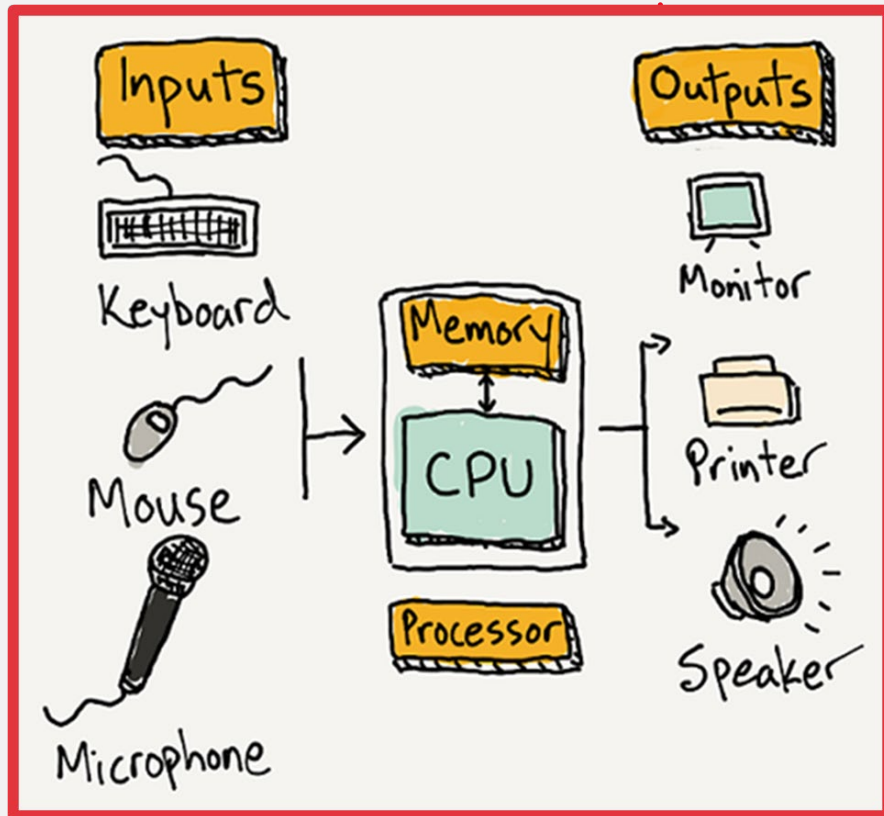 Inputs
Keyboard
Mouse
Microphone
Memory
CPU
Processor
Outputs
Monitor
Printer
Speaker